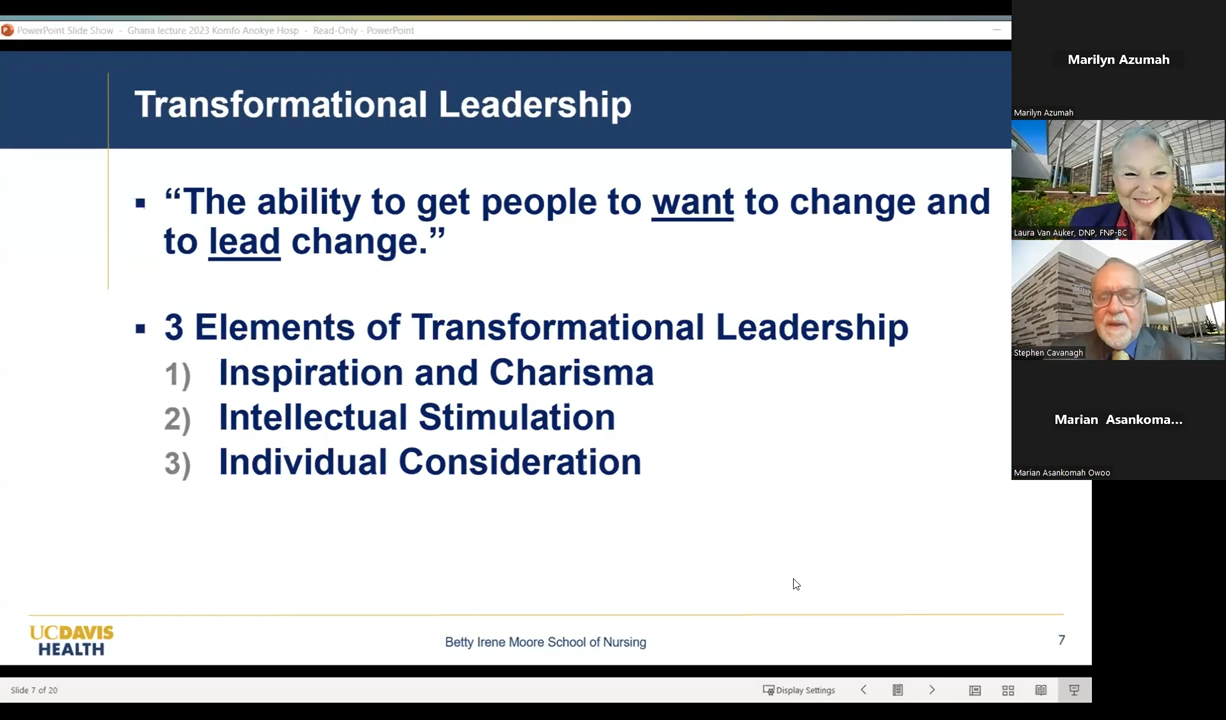 PowerPoint Slide Show - Ghana lecture 2023 Komfo Anokye Hosp - Read-Only - PowerPoint
Transformational Leadership
▪ “The ability to get people to want to change and
to lead change.”
▪ 3 Elements of Transformational Leadership
1) Inspiration and Charisma
2) Intellectual Stimulation
3) Individual Consideration
UCDAVIS
HEALTH
Betty Irene Moore School of Nursing
7
Slide 7 of 20
Display Settings
Marilyn Azumah
Marilyn Azumah
Laura Van Auker, DNP, FNP-BC
Stephen Cavanagh
Marian Asankoma...
Marian Asankomah Owoo